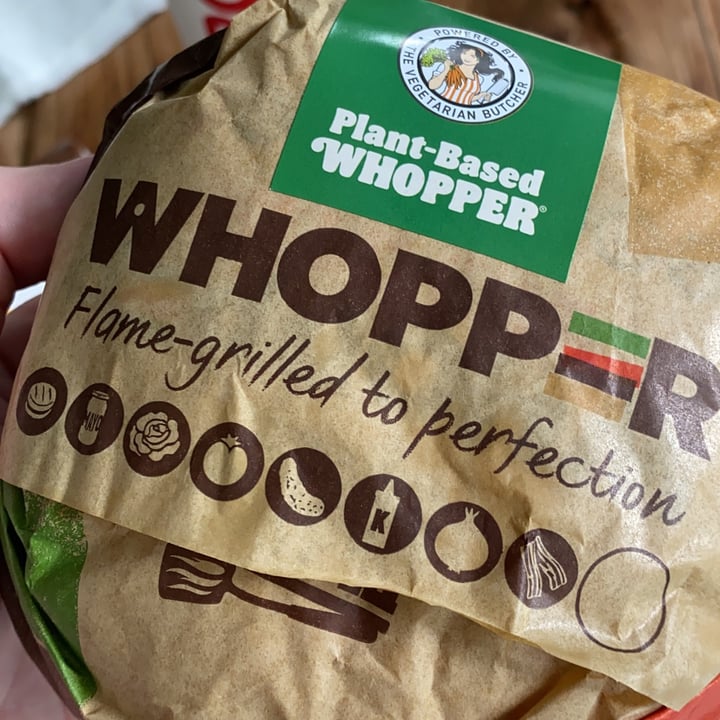 POWERED BY
THE VEGETARIAN BUTCHER
Plant-Based
WHOPPER®
WHOPPER
Flame-grilled to perfection
MAYO
K